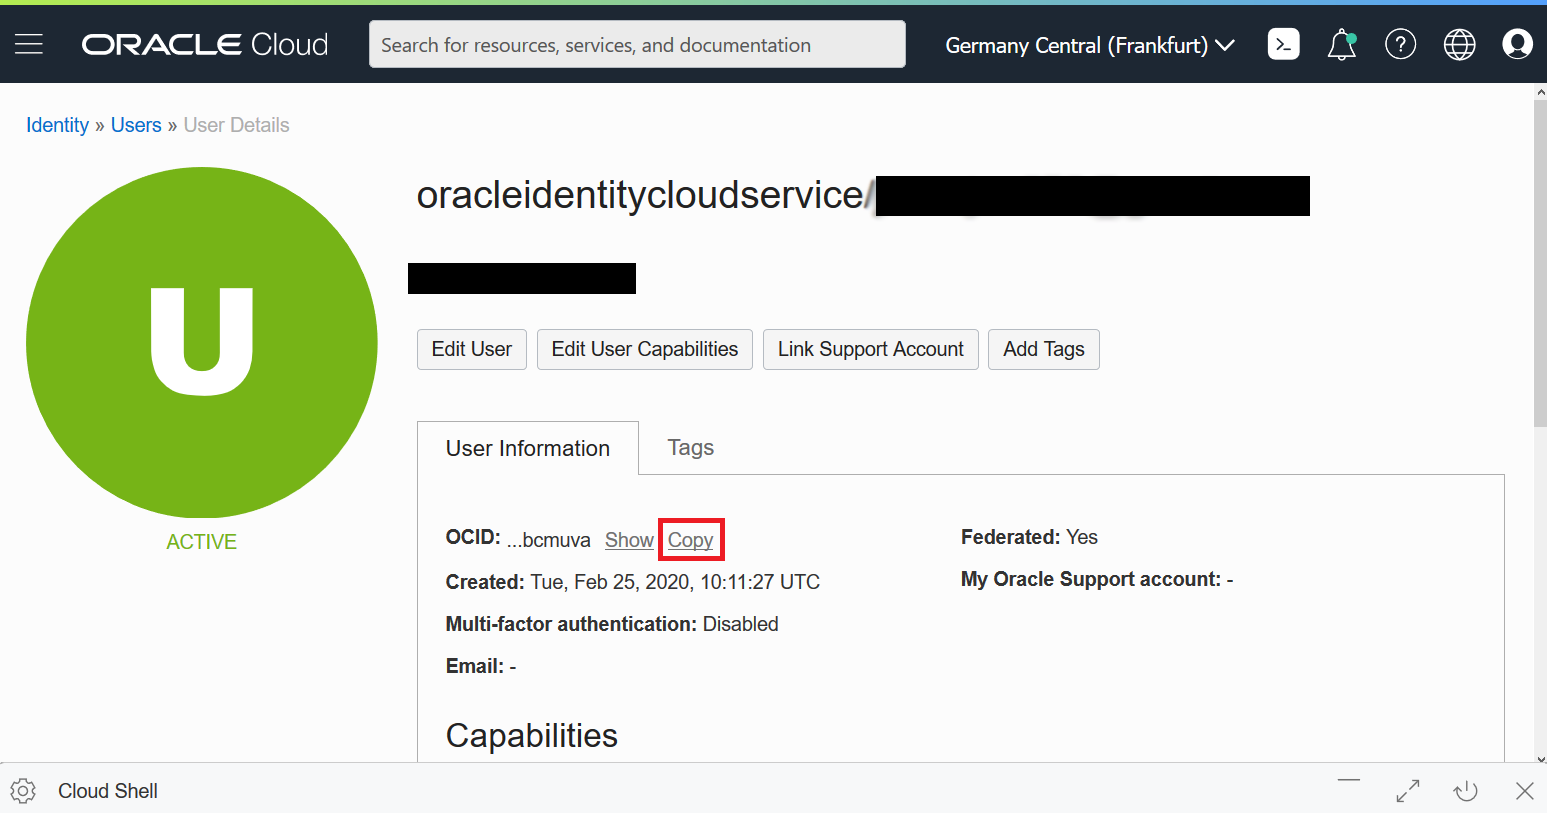 ORACLE Cloud
Search for resources, services, and documentation
Germany Central (Frankfurt)
Identity » Users » User Details
oracleidentitycloudservice/
U
ACTIVE
Edit User
Edit User Capabilities
Link Support Account
Add Tags
User Information
Tags
OCID: ...bcmuva Show Copy
Federated: Yes
Created: Tue, Feb 25, 2020, 10:11:27 UTC
My Oracle Support account: -
Multi-factor authentication: Disabled
Email: -
Capabilities
Cloud Shell